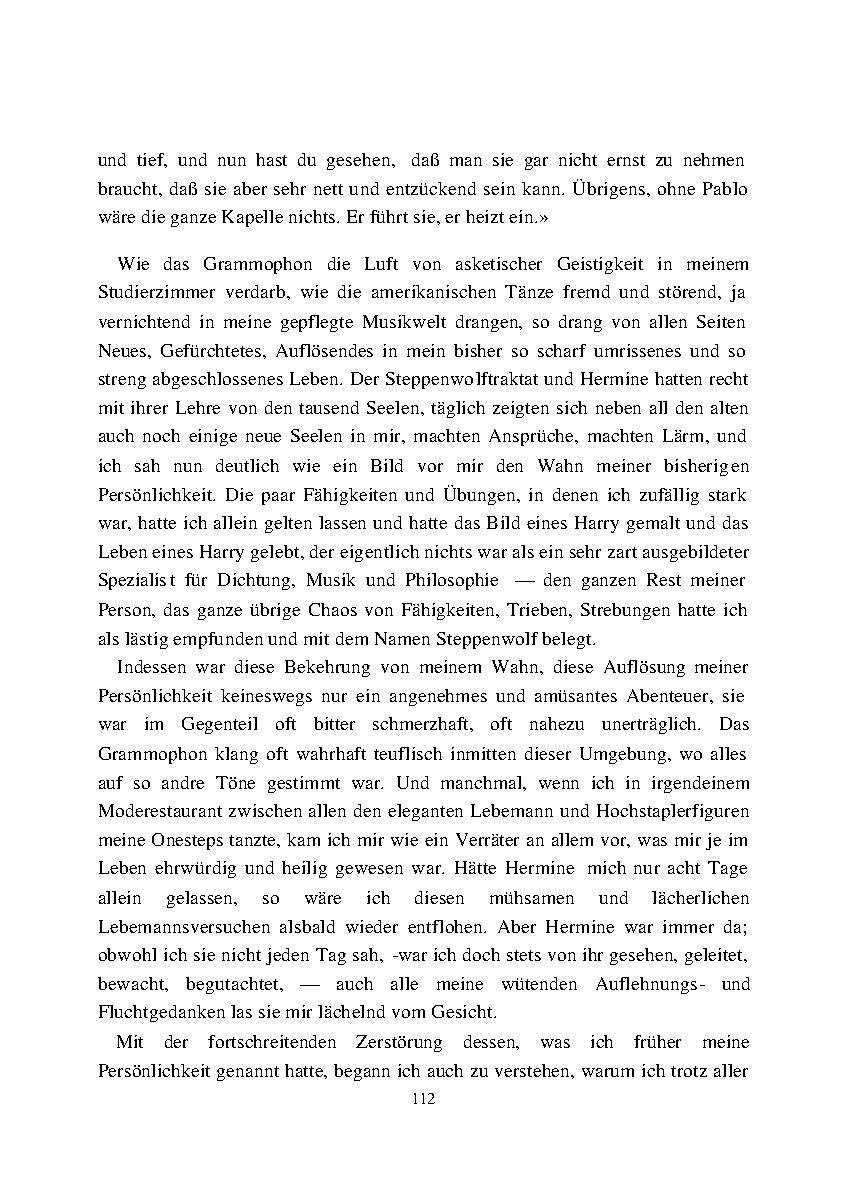 und tief, und nun hast du gesehen, daß man sie gar nicht ernst zu nehmen
braucht, daß sie aber sehr nett und entzückend sein kann. Übrigens, ohne Pablo
wäre die ganze Kapelle nichts. Er führt sie, er heizt ein.»
Wie das Grammophon die Luft von asketischer Geistigkeit in meinem
Studierzimmer verdarb, wie die amerikanischen Tänze fremd und störend, ja
vernichtend in meine gepflegte Musikwelt drangen, so drang von allen Seiten
Neues, Gefürchtetes, Auflösendes in mein bisher so scharf umrissenes und so
streng abgeschlossenes Leben. Der Steppenwolftraktat und Hermine hatten recht
mit ihrer Lehre von den tausend Seelen, täglich zeigten sich neben all den alten
auch noch einige neue Seelen in mir, machten Ansprüche, machten Lärm, und
ich sah nun deutlich wie ein Bild vor mir den Wahn meiner bisherigen
Persönlichkeit. Die paar Fähigkeiten und Übungen, in denen ich zufällig stark
war, hatte ich allein gelten lassen und hatte das Bild eines Harry gemalt und das
Leben eines Harry gelebt, der eigentlich nichts war als ein sehr zart ausgebildeter
Spezialist für Dichtung, Musik und Philosophie — den ganzen Rest meiner
Person, das ganze übrige Chaos von Fähigkeiten, Trieben, Strebungen hatte ich
als lästig empfunden und mit dem Namen Steppenwolf belegt.
Indessen war diese Bekehrung von meinem Wahn, diese Auflösung meiner
Persönlichkeit keineswegs nur ein angenehmes und amüsantes Abenteuer, sie
war im Gegenteil oft bitter schmerzhaft, oft nahezu unerträglich. Das
Grammophon klang oft wahrhaft teuflisch inmitten dieser Umgebung, wo alles
auf so andre Töne gestimmt war. Und manchmal, wenn ich in irgendeinem
Moderestaurant zwischen allen den eleganten Lebemann und Hochstaplerfiguren
meine Onesteps tanzte, kam ich mir wie ein Verräter an allem vor, was mir je im
Leben ehrwürdig und heilig gewesen war. Hätte Hermine mich nur acht Tage
allein gelassen, so wäre ich diesen mühsamen und lächerlichen
Lebemannsversuchen alsbald wieder entflohen. Aber Hermine war immer da;
obwohl ich sie nicht jeden Tag sah, -war ich doch stets von ihr gesehen, geleitet,
bewacht, begutachtet, — auch alle meine wütenden Auflehnungs- und
Fluchtgedanken las sie mir lächelnd vom Gesicht.
Mit der fortschreitenden Zerstörung dessen, was ich früher meine
Persönlichkeit genannt hatte, begann ich auch zu verstehen, warum ich trotz aller
112